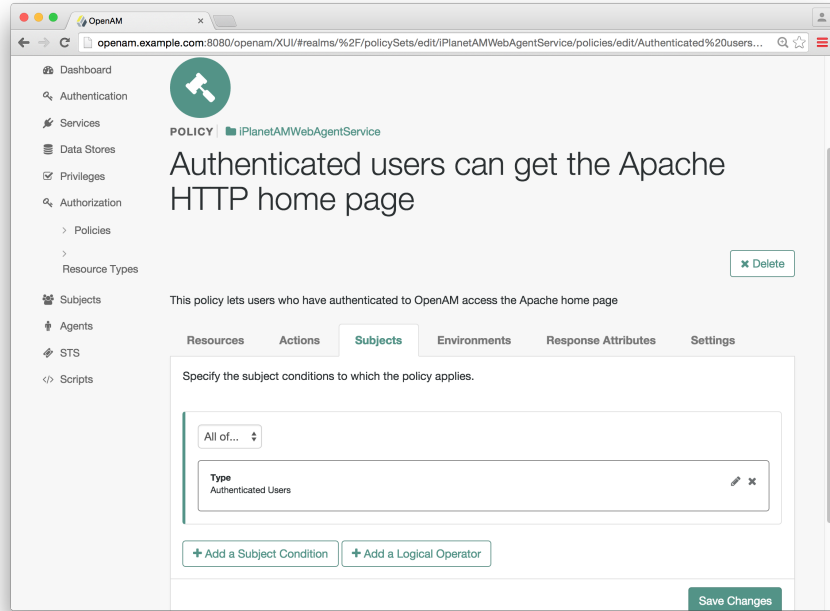 OpenAM
openam.example.com:8080/openam/XUI/#realms/%2F/policySets/edit/iPlanetAMWebAgentService/policies/edit/Authenticated%20users...
Dashboard
Authentication
Services
Data Stores
Privileges
Authorization
Policies
Resource Types
Subjects
Agents
STS
Scripts
POLICY iPlanetAMWebAgentService
Authenticated users can get the Apache
HTTP home page
Delete
This policy lets users who have authenticated to OpenAM access the Apache home page
Resources Actions Subjects Environments Response Attributes Settings
Specify the subject conditions to which the policy applies.
All of...
Type
Authenticated Users
+ Add a Subject Condition + Add a Logical Operator
Save Changes